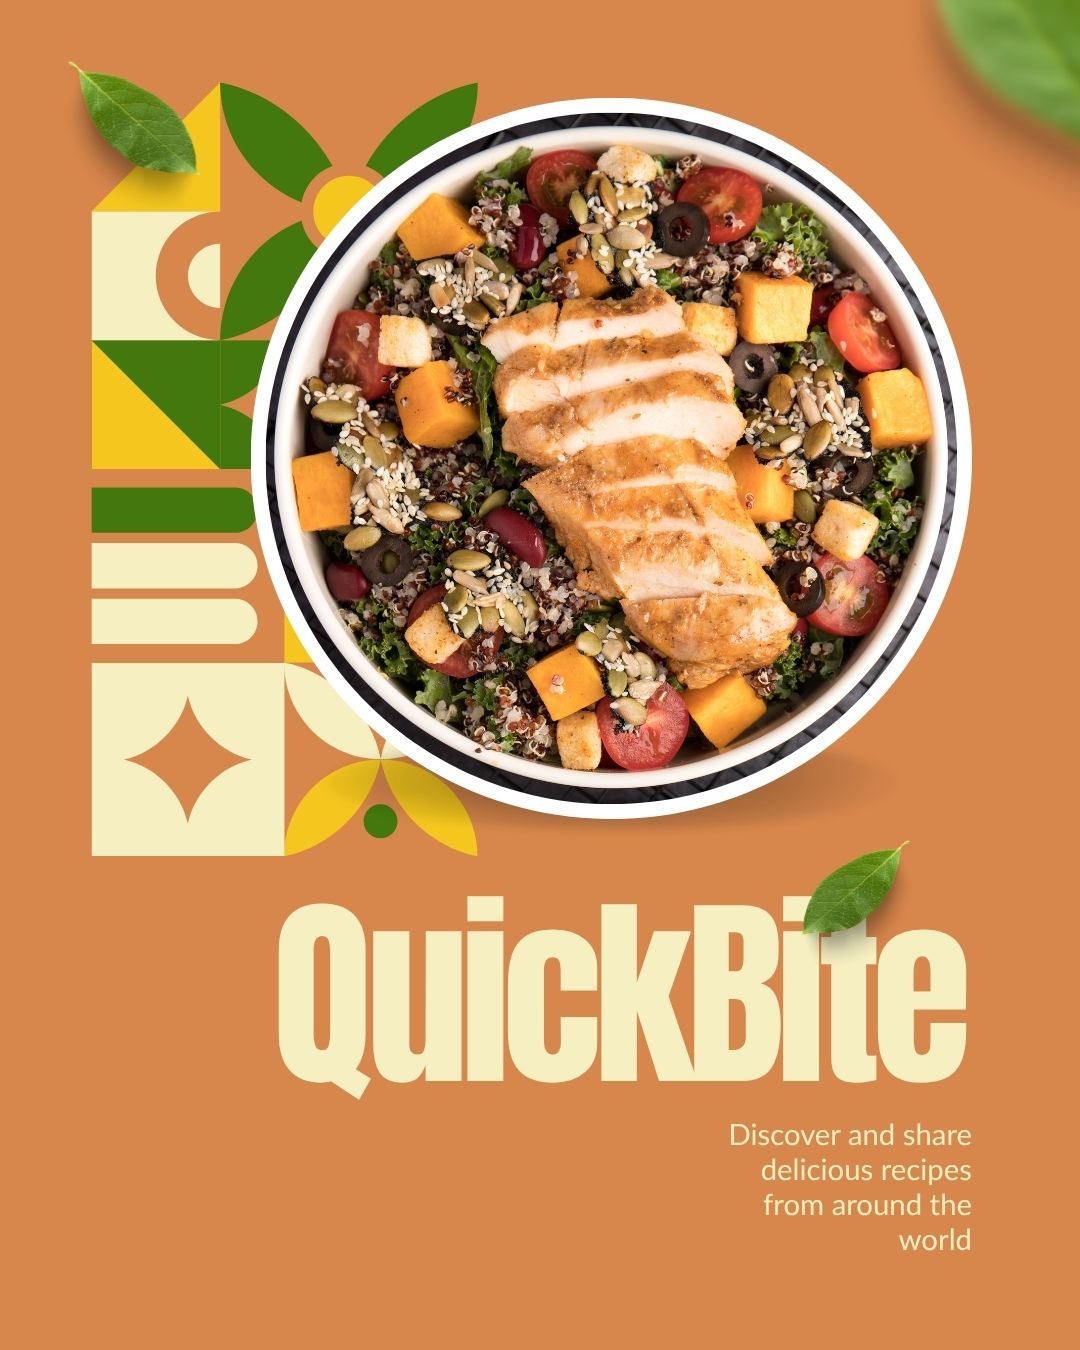 QuickBite
Discover and share
delicious recipes
from around the
world